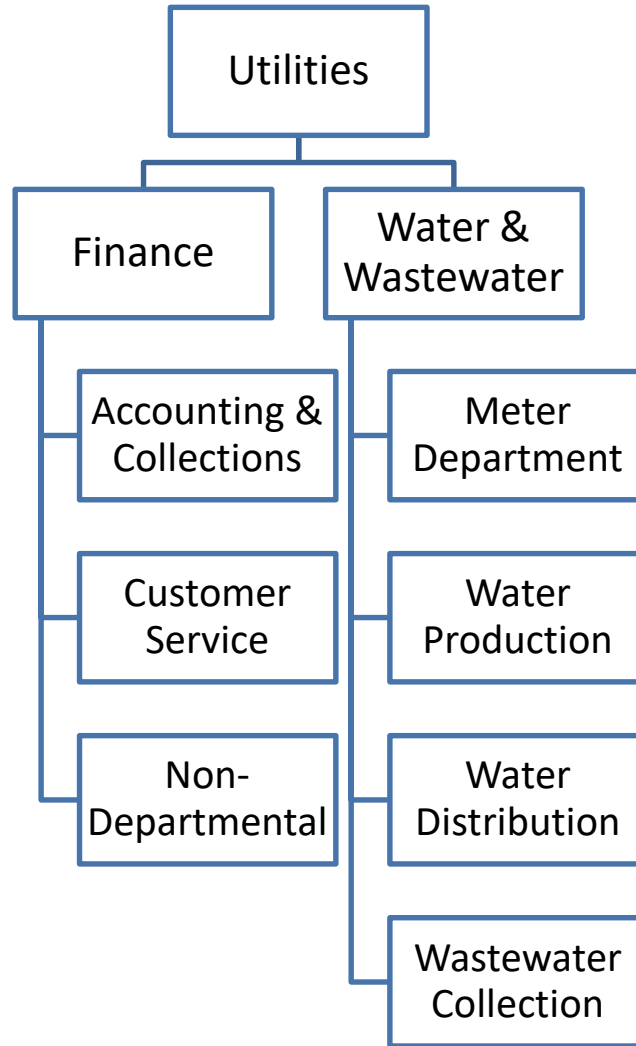 Utilities
Finance
Water &
Wastewater
Accounting &
Collections
Meter
Department
Customer
Service
Water
Production
Non-
Departmental
Water
Distribution
Wastewater
Collection